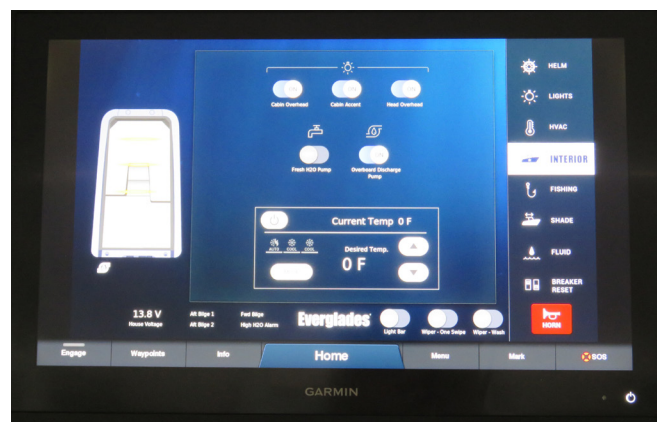 HELM
Cabin Overhead
Cabin Accent
Head Overhead
LIGHTS
HVAC
Fresh H2O Pump
Overboard Discharge
Pump
INTERIOR
FISHING
Current Temp 0 F
SHADE
AUTO COOL COOL
Desired Temp.
0 F
FLUID
BREAKER
RESET
13.8 V
House Voltage
Aft Bilge 1
Fwd Bilge
Aft Bilge 2
High H2O Alarm
Everglades
Light Bar
Wiper - One Swipe
Wiper - Wash
HORN
Engage
Waypoints
Info
Home
Menu
Mark
SOS
GARMIN